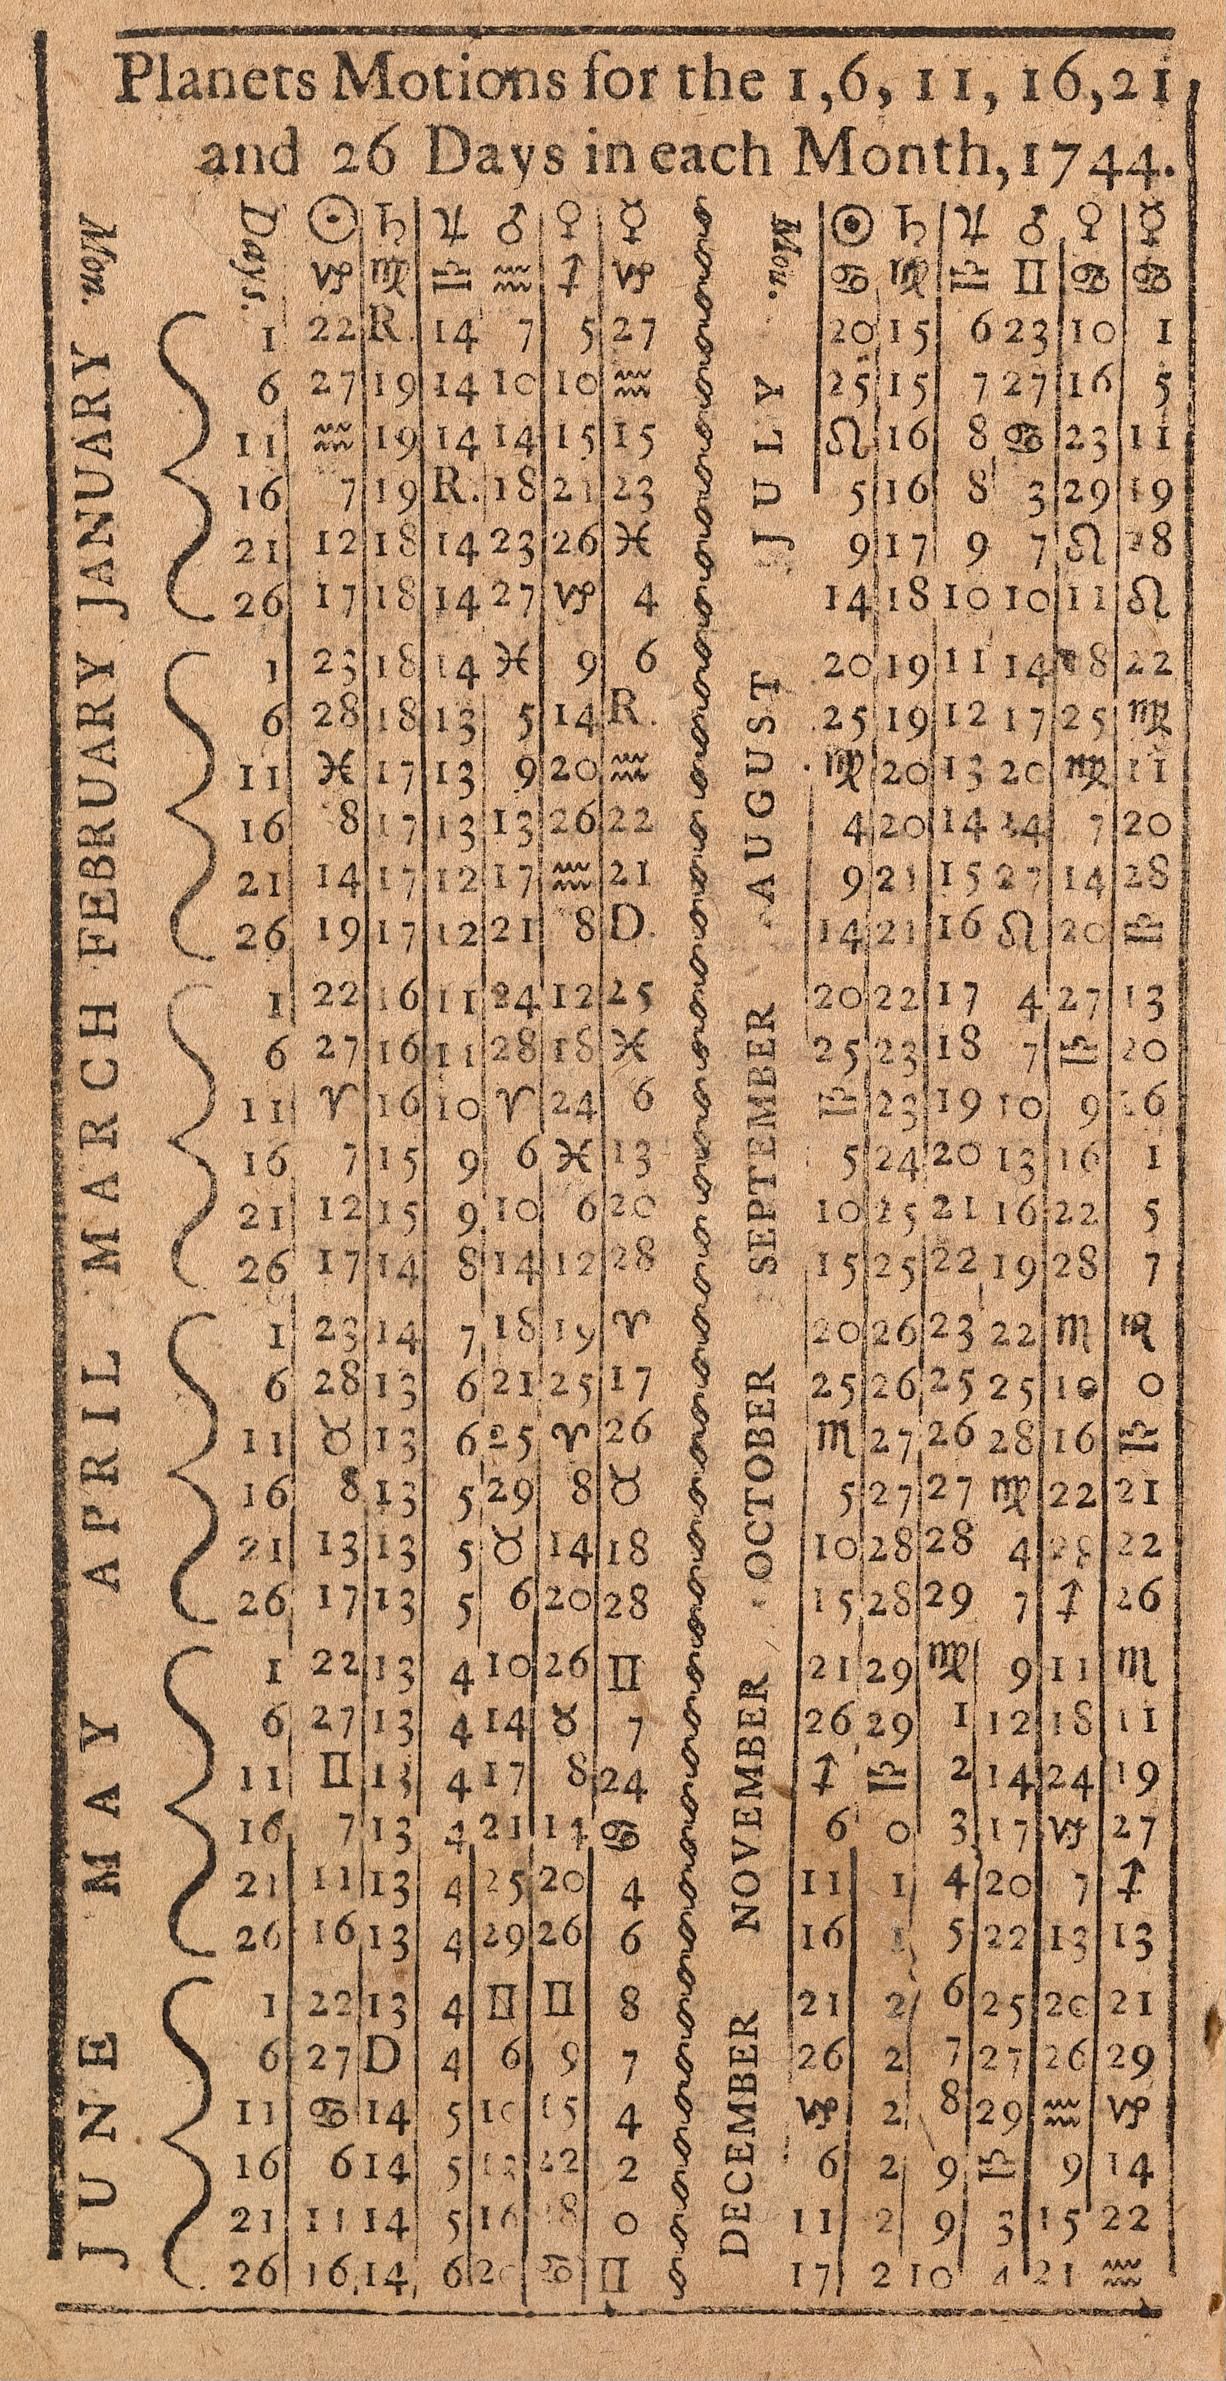 Planets Motions for the 1, 6, 11, 16, 21,
and 26 Days in each Month, 1744.
Mon. Days. ☉ ♄ ♃ ♂ ♀ ☿ Mon. ☉ ♄ ♃ ♂ ♀ ☿
♑ ♍ ♎ ♒ ♐ ♑ ♋ ♍ ♎ ♊ ♋ ♋
JANUARY JULY
1 22 R. 14 7 5 27 20 15 6 23 10 1
6 27 19 14 10 10 ♒ 25 15 7 27 16 5
11 ♒ 19 14 14 15 15 ♌ 16 8 ♋ 23 11
16 7 19 R. 18 21 23 5 16 8 3 29 19
21 12 18 14 23 26 ♓ 9 17 9 7 ♌ 28
26 17 18 14 27 ♑ 4 14 18 10 10 11 ♌
FEBRUARY AUGUST
1 23 18 14 ♓ 9 6 20 19 11 14 18 22
6 28 18 13 5 14 R. 25 19 12 17 25 ♍
11 ♓ 17 13 9 20 ♒ ♍ 20 13 20 ♍ 11
16 8 17 13 13 26 22 4 20 14 24 7 20
21 14 17 12 17 ♒ 21 9 21 15 27 14 28
26 19 17 12 21 8 D. 14 21 16 ♌ 20 ♎
MARCH SEPTEMBER
1 22 16 11 24 12 25 20 22 17 4 27 13
6 27 16 11 28 18 ♓ 25 23 18 7 ♎ 20
11 ♈ 16 10 ♈ 24 6 ♎ 23 19 10 9 26
16 7 15 9 6 ♓ 13 5 24 20 13 16 1
21 12 15 9 10 6 20 10 25 21 16 22 5
26 17 14 8 14 12 28 15 25 22 19 28 7
APRIL OCTOBER
1 23 14 7 18 19 ♈ 20 26 23 22 ♏ R
6 28 13 6 21 25 17 25 26 25 25 10 0
11 ♉ 13 6 25 ♈ 26 ♏ 27 26 28 16 ♎
16 8 13 5 29 8 ♉ 5 27 27 ♍ 22 21
21 13 13 5 ♉ 14 18 10 28 28 4 28 22
26 17 13 5 6 20 28 15 28 29 7 ♐ 26
MAY NOVEMBER
1 22 13 4 10 26 ♊ 21 29 ♍ 9 11 ♏
6 27 13 4 14 ♉ 7 26 29 1 12 18 11
11 ♊ 13 4 17 8 24 ♐ ♎ 2 14 24 19
16 7 13 4 21 14 ♋ 6 0 3 17 ♑ 27
21 11 13 4 25 20 4 11 1 4 20 7 ♐
26 16 13 4 29 26 6 16 1 5 22 13 13
JUNE DECEMBER
1 22 13 4 ♊ ♊ 8 21 2 6 25 20 21
6 27 D 4 6 9 7 26 2 7 27 26 29
11 ♋ 14 5 10 15 4 ♑ 2 8 29 ♒ ♑
16 6 14 5 13 22 2 6 2 9 ♎ 9 14
21 11 14 5 16 28 0 11 2 9 3 15 22
26 16 14 6 20 ♋ ♊ 17 2 10 4 21 ♒